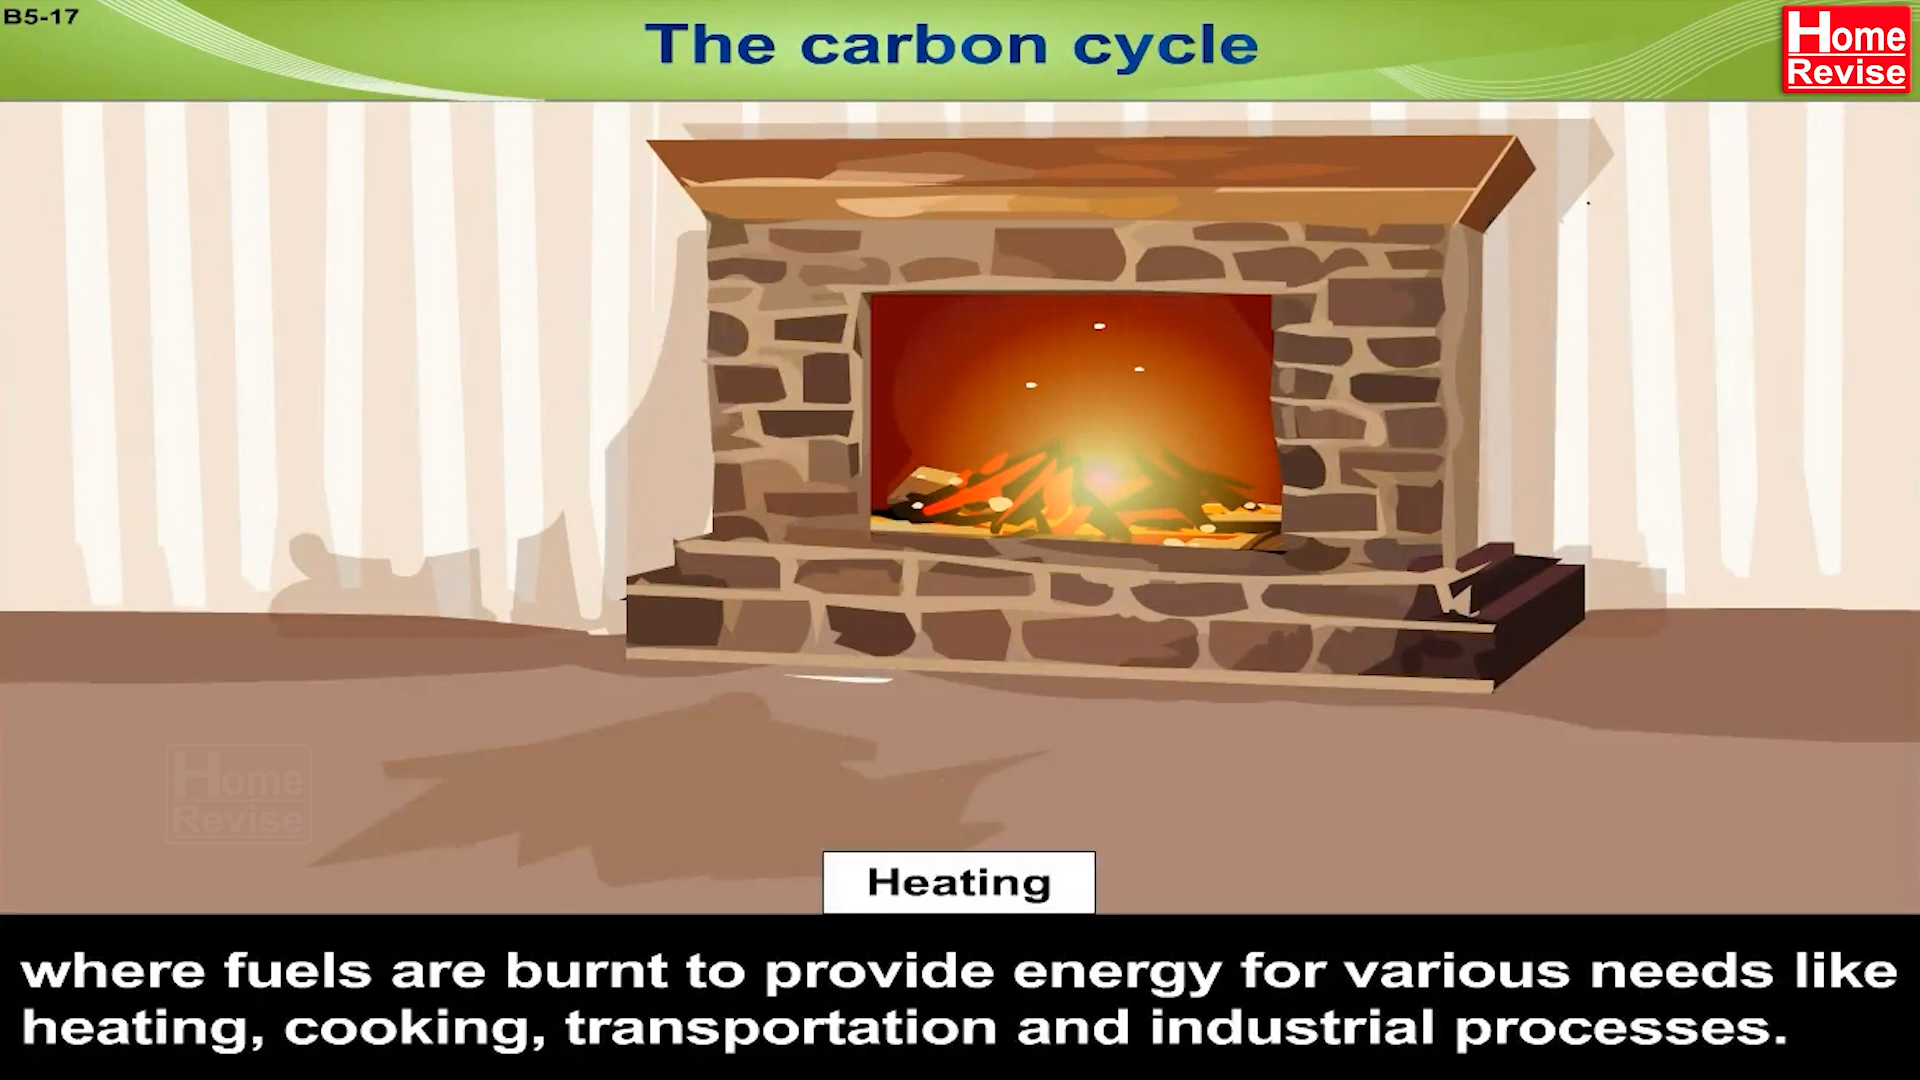 B5-17
The carbon cycle
Home
Revise
Home
Revise
Heating
where fuels are burnt to provide energy for various needs like
heating, cooking, transportation and industrial processes.